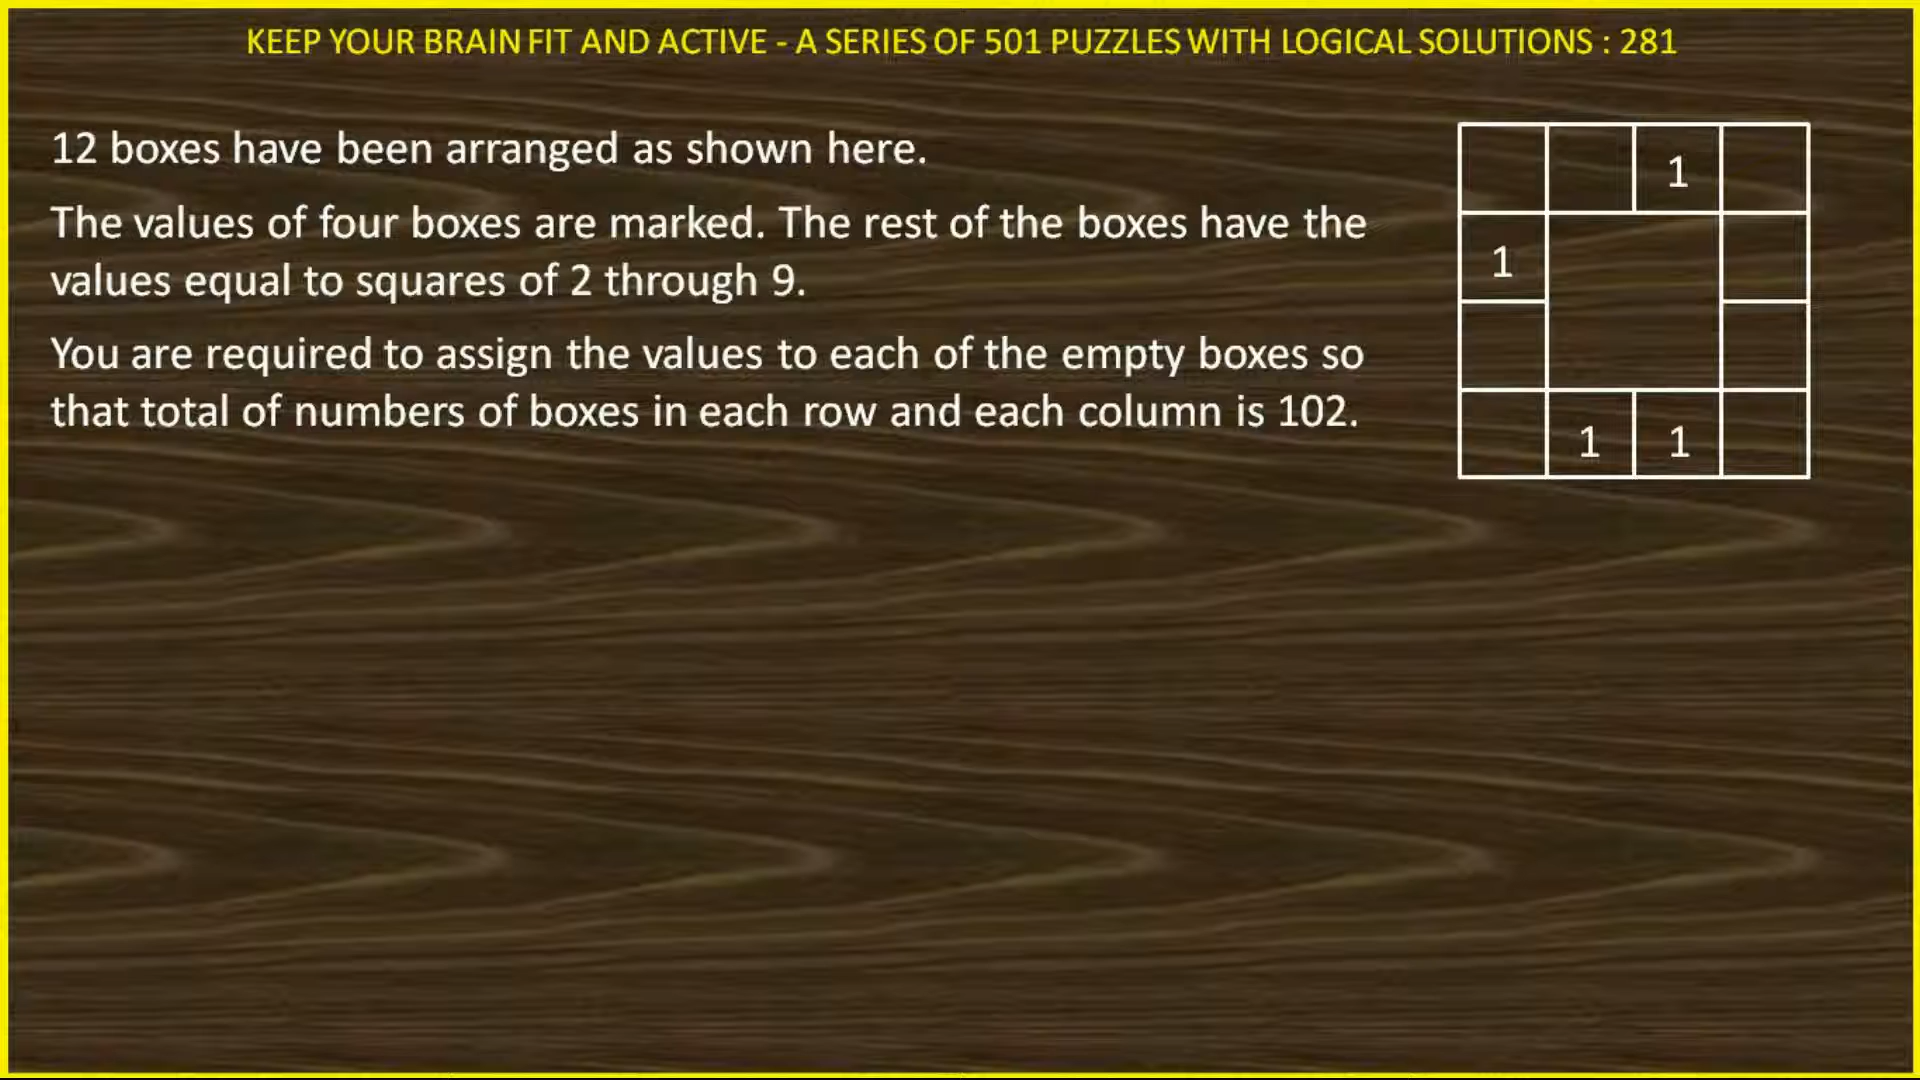 KEEP YOUR BRAIN FIT AND ACTIVE - A SERIES OF 501 PUZZLES WITH LOGICAL SOLUTIONS : 281
12 boxes have been arranged as shown here.
The values of four boxes are marked. The rest of the boxes have the
values equal to squares of 2 through 9.
You are required to assign the values to each of the empty boxes so
that total of numbers of boxes in each row and each column is 102.
1
1
1 1